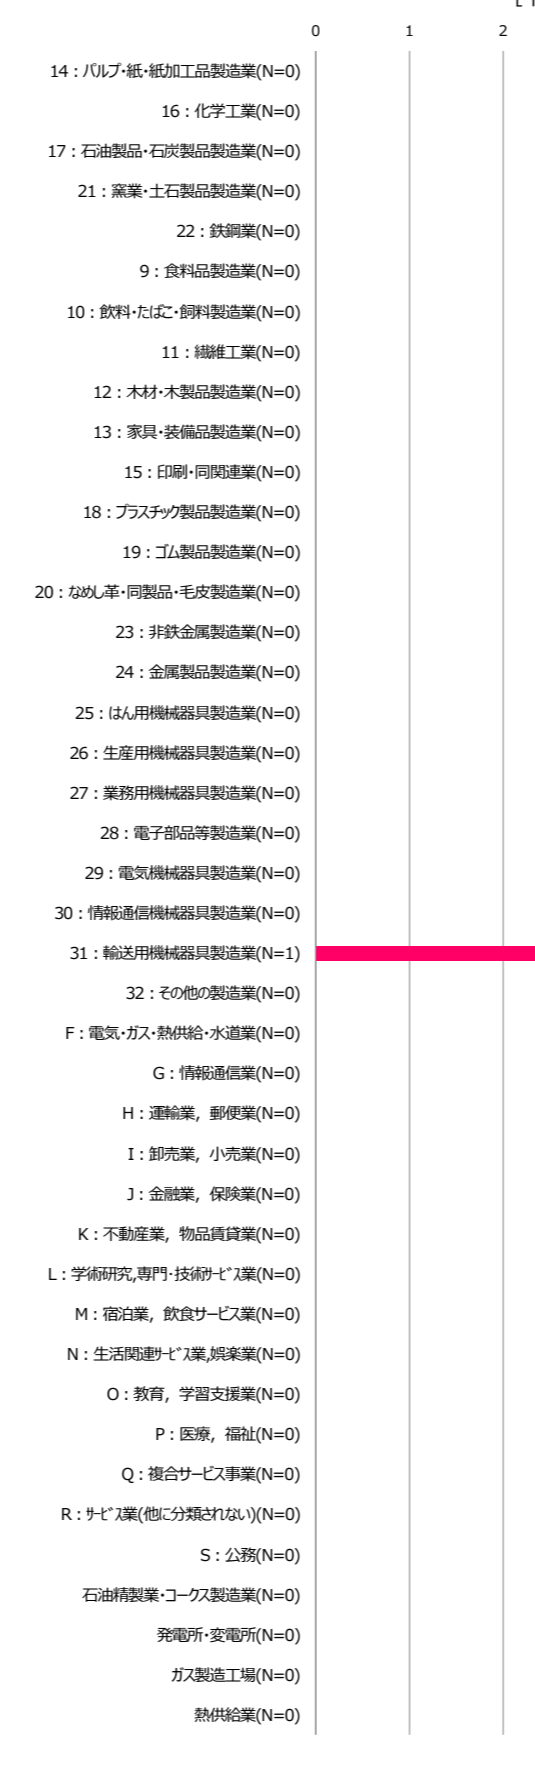 0 1 2
14：パルプ・紙・紙加工品製造業(N=0)
16：化学工業(N=0)
17：石油製品・石炭製品製造業(N=0)
21：窯業・土石製品製造業(N=0)
22：鉄鋼業(N=0)
9：食料品製造業(N=0)
10：飲料・たばこ・飼料製造業(N=0)
11：繊維工業(N=0)
12：木材・木製品製造業(N=0)
13：家具・装備品製造業(N=0)
15：印刷・同関連業(N=0)
18：プラスチック製品製造業(N=0)
19：ゴム製品製造業(N=0)
20：なめし革・同製品・毛皮製造業(N=0)
23：非鉄金属製造業(N=0)
24：金属製品製造業(N=0)
25：はん用機械器具製造業(N=0)
26：生産用機械器具製造業(N=0)
27：業務用機械器具製造業(N=0)
28：電子部品等製造業(N=0)
29：電気機械器具製造業(N=0)
30：情報通信機械器具製造業(N=0)
31：輸送用機械器具製造業(N=1)
32：その他の製造業(N=0)
F：電気・ガス・熱供給・水道業(N=0)
G：情報通信業(N=0)
H：運輸業，郵便業(N=0)
I：卸売業，小売業(N=0)
J：金融業，保険業(N=0)
K：不動産業，物品賃貸業(N=0)
L：学術研究,専門・技術ｻｰﾋﾞｽ業(N=0)
M：宿泊業，飲食サービス業(N=0)
N：生活関連ｻｰﾋﾞｽ業,娯楽業(N=0)
O：教育，学習支援業(N=0)
P：医療，福祉(N=0)
Q：複合サービス事業(N=0)
R：ｻｰﾋﾞｽ業(他に分類されない)(N=0)
S：公務(N=0)
石油精製業・コークス製造業(N=0)
発電所・変電所(N=0)
ガス製造工場(N=0)
熱供給業(N=0)